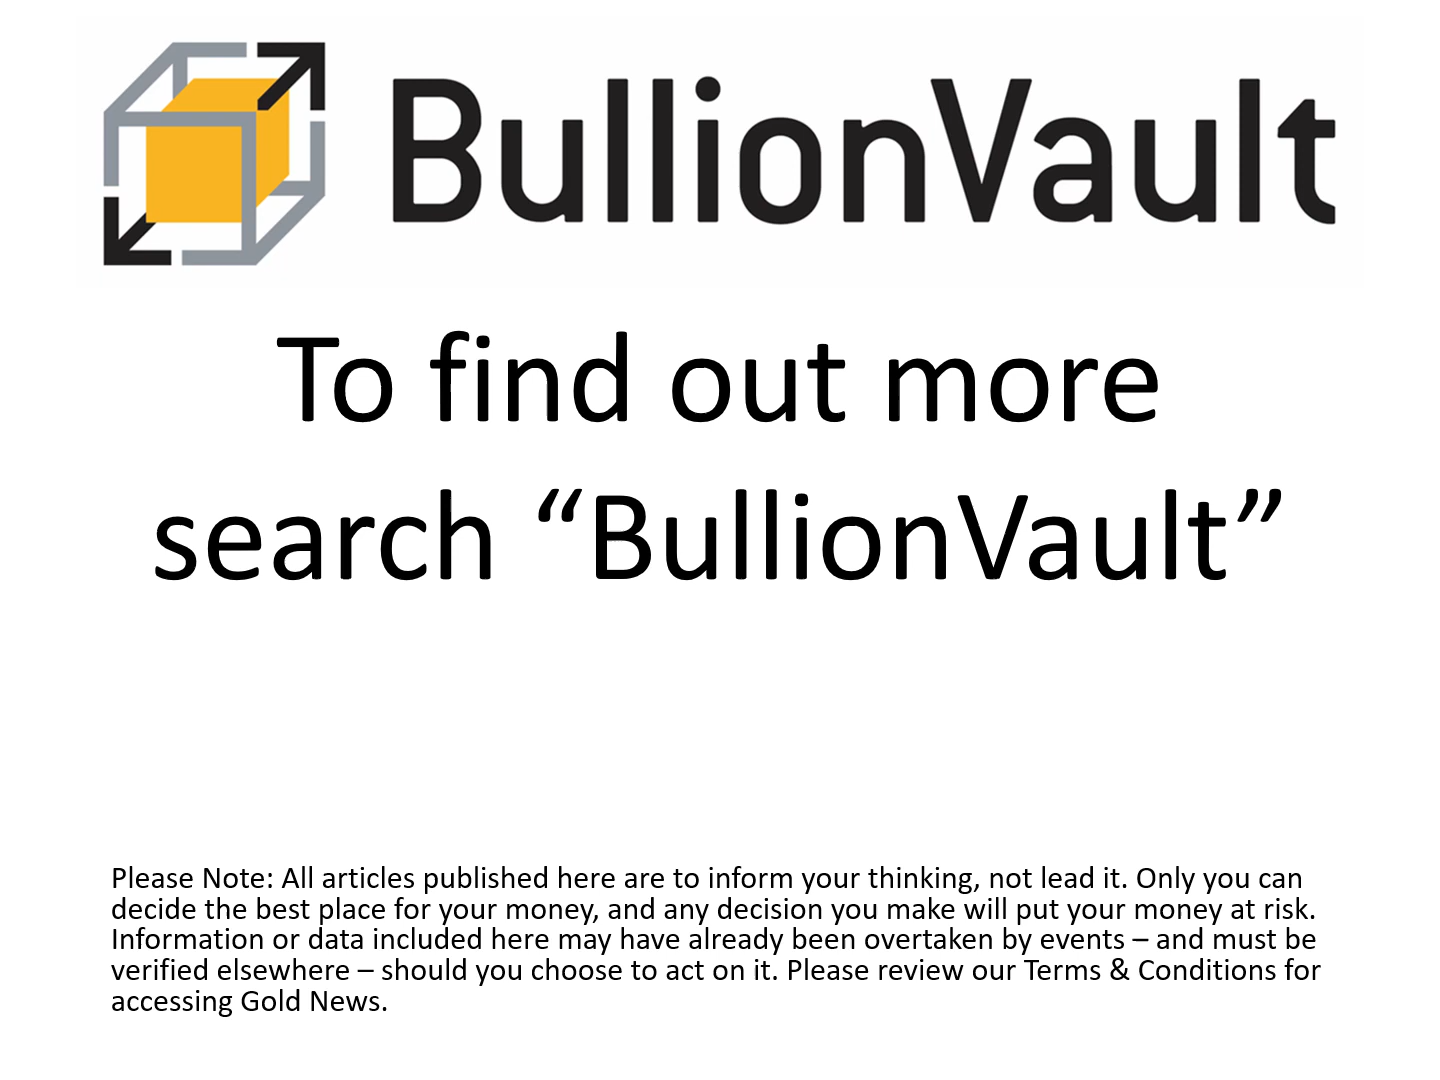 BullionVault
To find out more
search “BullionVault”
Please Note: All articles published here are to inform your thinking, not lead it. Only you can
decide the best place for your money, and any decision you make will put your money at risk.
Information or data included here may have already been overtaken by events – and must be
verified elsewhere – should you choose to act on it. Please review our Terms & Conditions for
accessing Gold News.